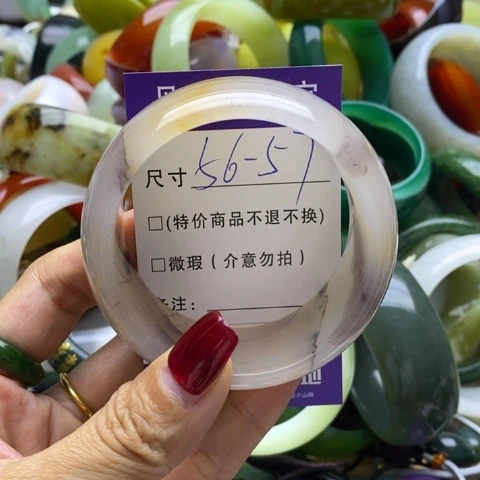 尺寸 56-57
□(特价商品不退不换)
□微瑕(介意勿拍)
注: